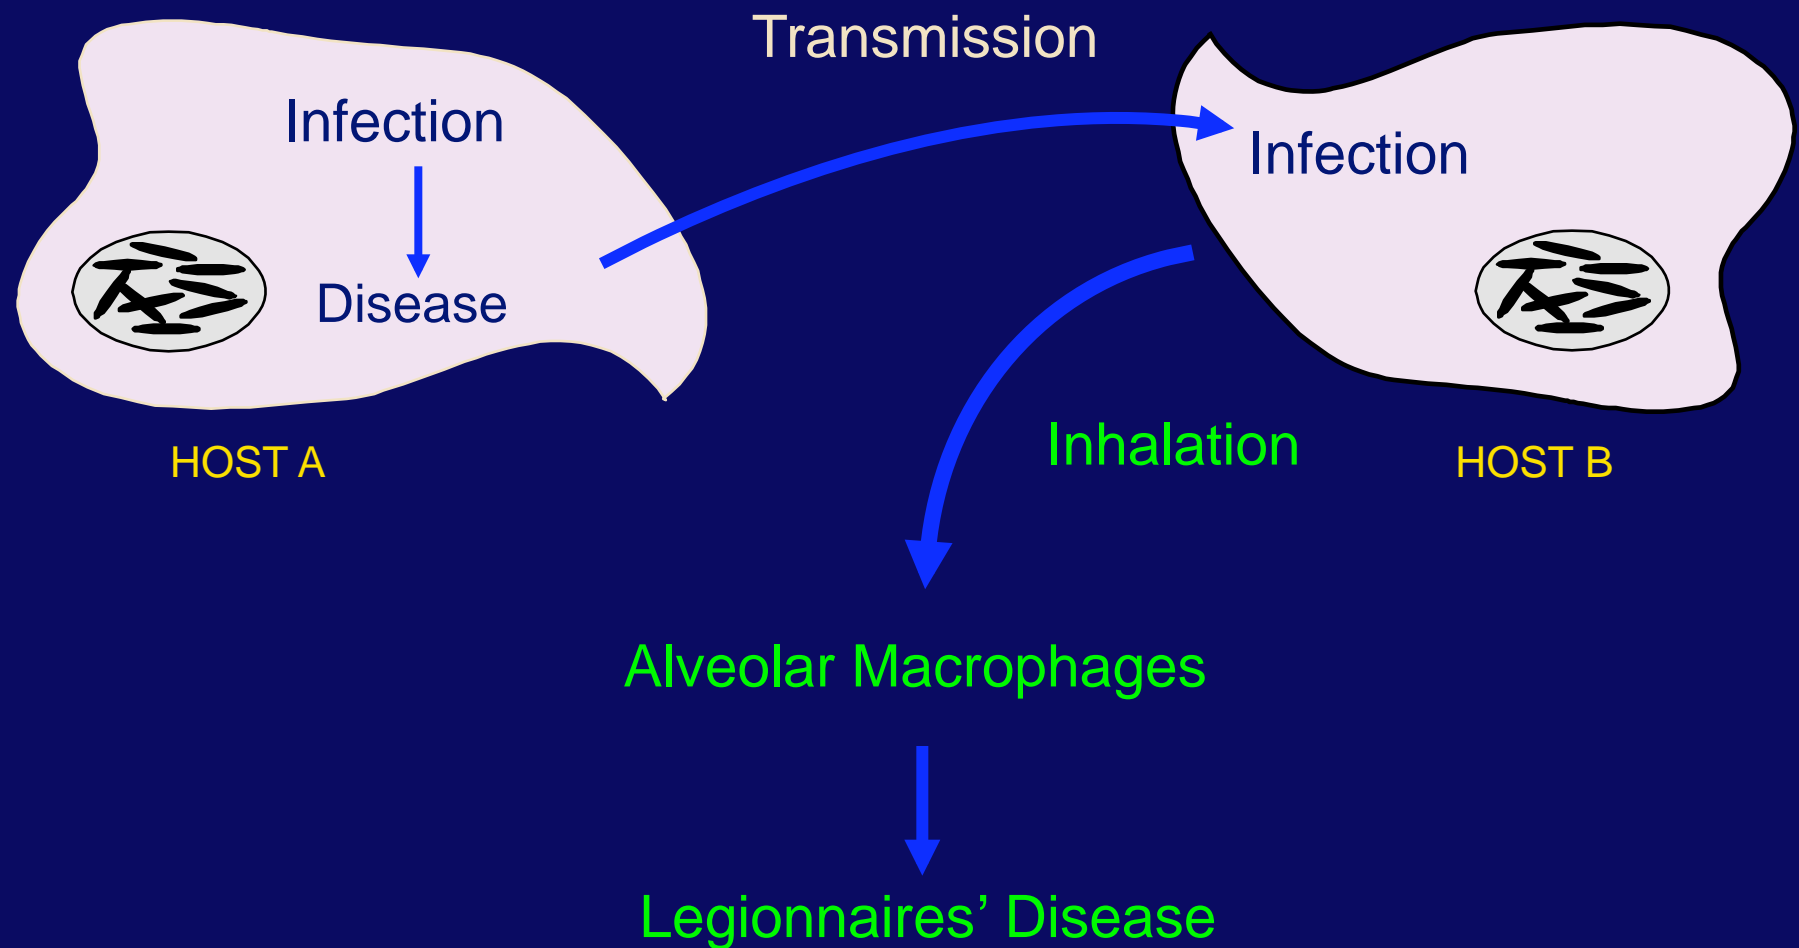 Transmission
Infection
Infection
Disease
Inhalation
HOST A
HOST B
Alveolar Macrophages
Legionnaires’ Disease